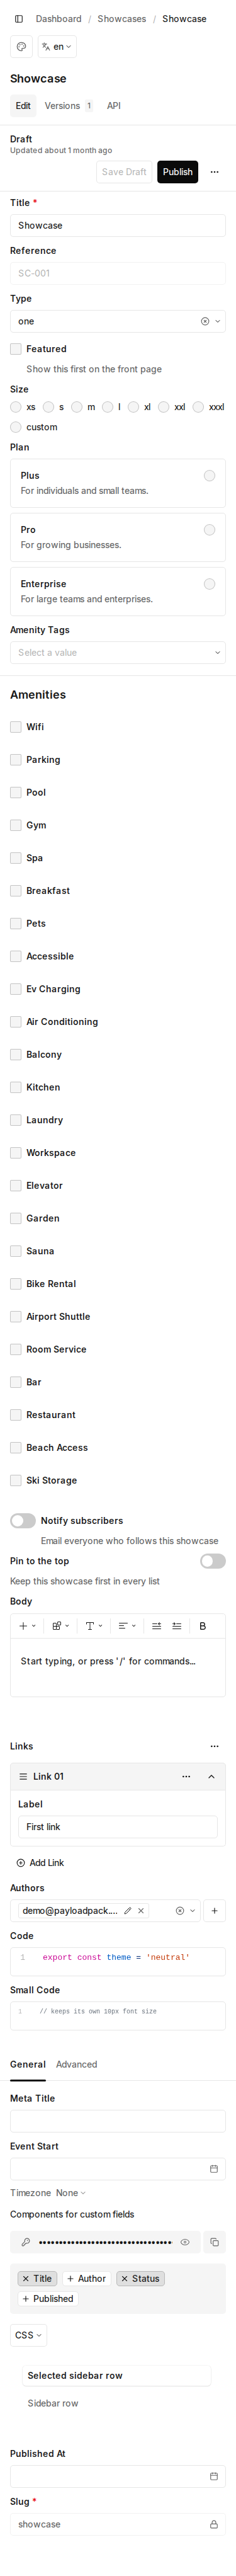 Dashboard / Showcases / Showcase
en
Showcase
Edit Versions 1 API
Draft
Updated about 1 month ago
Save Draft Publish
Title *
Showcase
Reference
SC-001
Type
one
Featured
Show this first on the front page
Size
xs s m l xl xxl xxxl
custom
Plan
Plus
For individuals and small teams.
Pro
For growing businesses.
Enterprise
For large teams and enterprises.
Amenity Tags
Select a value
Amenities
Wifi
Parking
Pool
Gym
Spa
Breakfast
Pets
Accessible
Ev Charging
Air Conditioning
Balcony
Kitchen
Laundry
Workspace
Elevator
Garden
Sauna
Bike Rental
Airport Shuttle
Room Service
Bar
Restaurant
Beach Access
Ski Storage
Notify subscribers
Email everyone who follows this showcase
Pin to the top
Keep this showcase first in every list
Body
B
Start typing, or press '/' for commands...
Links
Link 01
Label
First link
Add Link
Authors
demo@payloadpack....
Code
1 export const theme = 'neutral'
Small Code
1 // keeps its own 10px font size
General Advanced
Meta Title
Event Start
Timezone None
Components for custom fields
Title Author Status
Published
CSS
Selected sidebar row
Sidebar row
Published At
Slug *
showcase